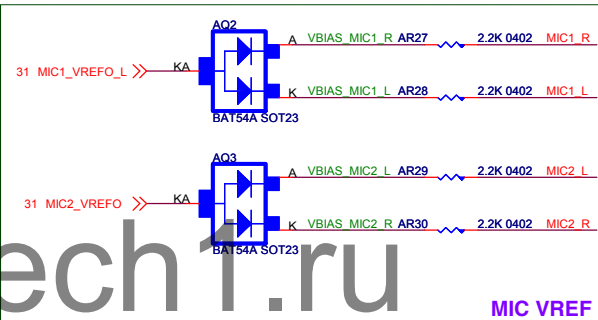 AQ2
A VBIAS_MIC1_R AR27 2.2K 0402 MIC1_R
31 MIC1_VREFO_L KA
K VBIAS_MIC1_L AR28 2.2K 0402 MIC1_L
BAT54A SOT23
AQ3
A VBIAS_MIC2_L AR29 2.2K 0402 MIC2_L
31 MIC2_VREFO KA
K VBIAS_MIC2_R AR30 2.2K 0402 MIC2_R
BAT54A SOT23
ech1.ru
MIC VREF